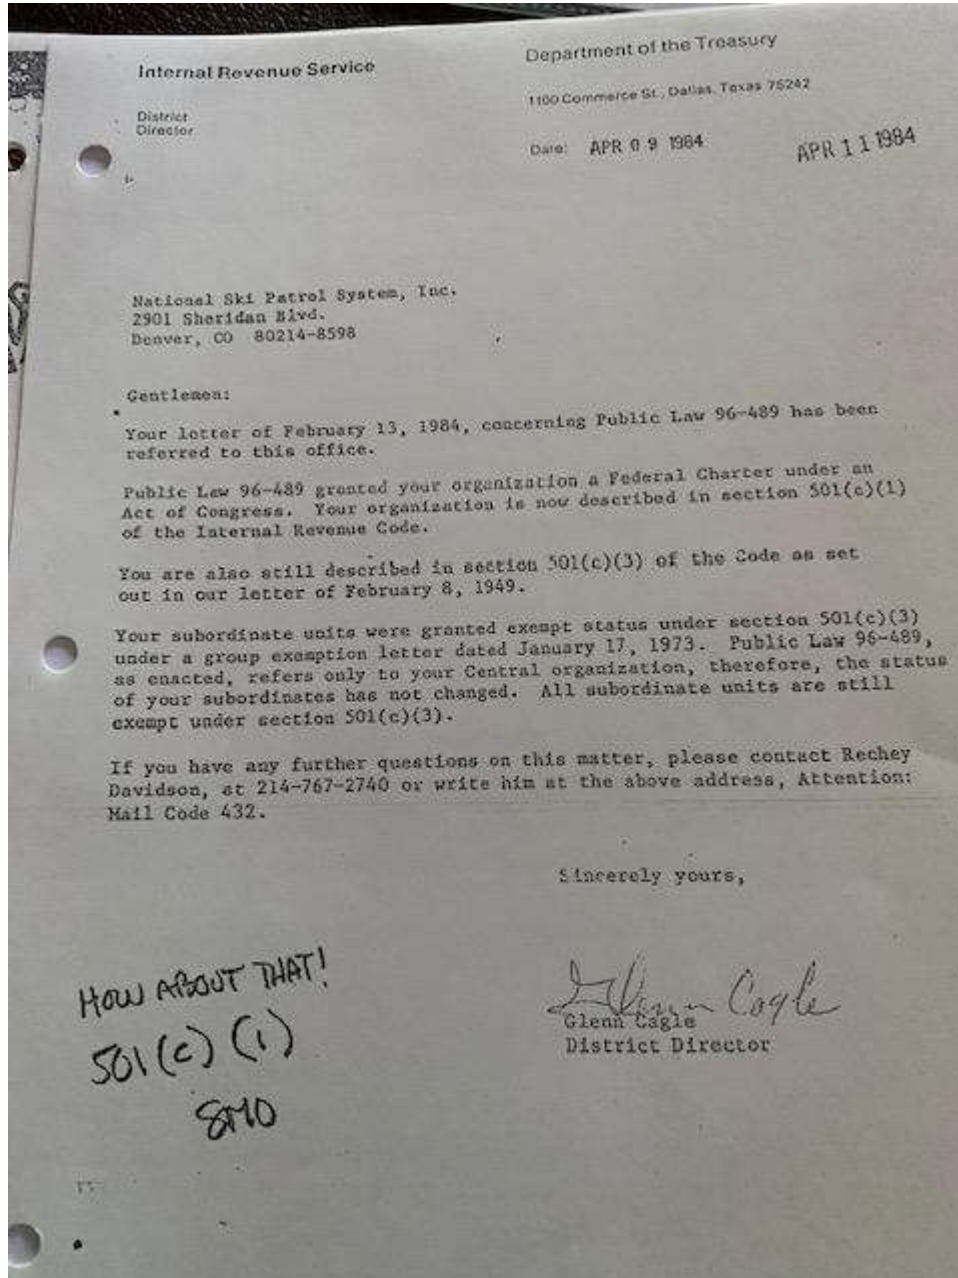 Internal Revenue Service
Department of the Treasury
District
Director
1100 Commerce St., Dallas, Texas 75242
Date: APR 09 1984
APR 11 1984
National Ski Patrol System, Inc.
2901 Sheridan Blvd.
Denver, CO 80214-8598
Gentlemen:
Your letter of February 13, 1984, concerning Public Law 96-489 has been
referred to this office.
Public Law 96-489 granted your organization a Federal Charter under an
Act of Congress. Your organization is now described in section 501(c)(1)
of the Internal Revenue Code.
You are also still described in section 501(c)(3) of the Code as set
out in our letter of February 8, 1949.
Your subordinate units were granted exempt status under section 501(c)(3)
under a group exemption letter dated January 17, 1973. Public Law 96-489,
as enacted, refers only to your Central organization, therefore, the status
of your subordinates has not changed. All subordinate units are still
exempt under section 501(c)(3).
If you have any further questions on this matter, please contact Rechey
Davidson, at 214-767-2740 or write him at the above address, Attention:
Mail Code 432.
Sincerely yours,
Glenn Cagle
Glenn Cagle
District Director
HOW ABOUT THAT!
501(c)(1)